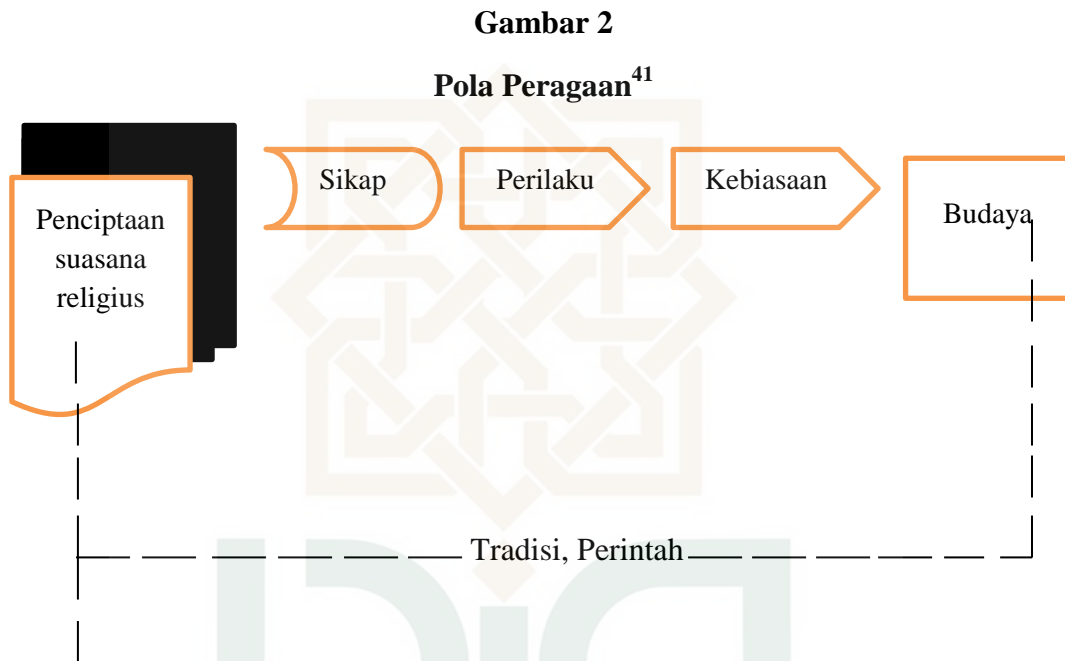 Gambar 2
Pola Peragaan41
Penciptaan
suasana
religius
Sikap
Perilaku
Kebiasaan
Budaya
Tradisi, Perintah